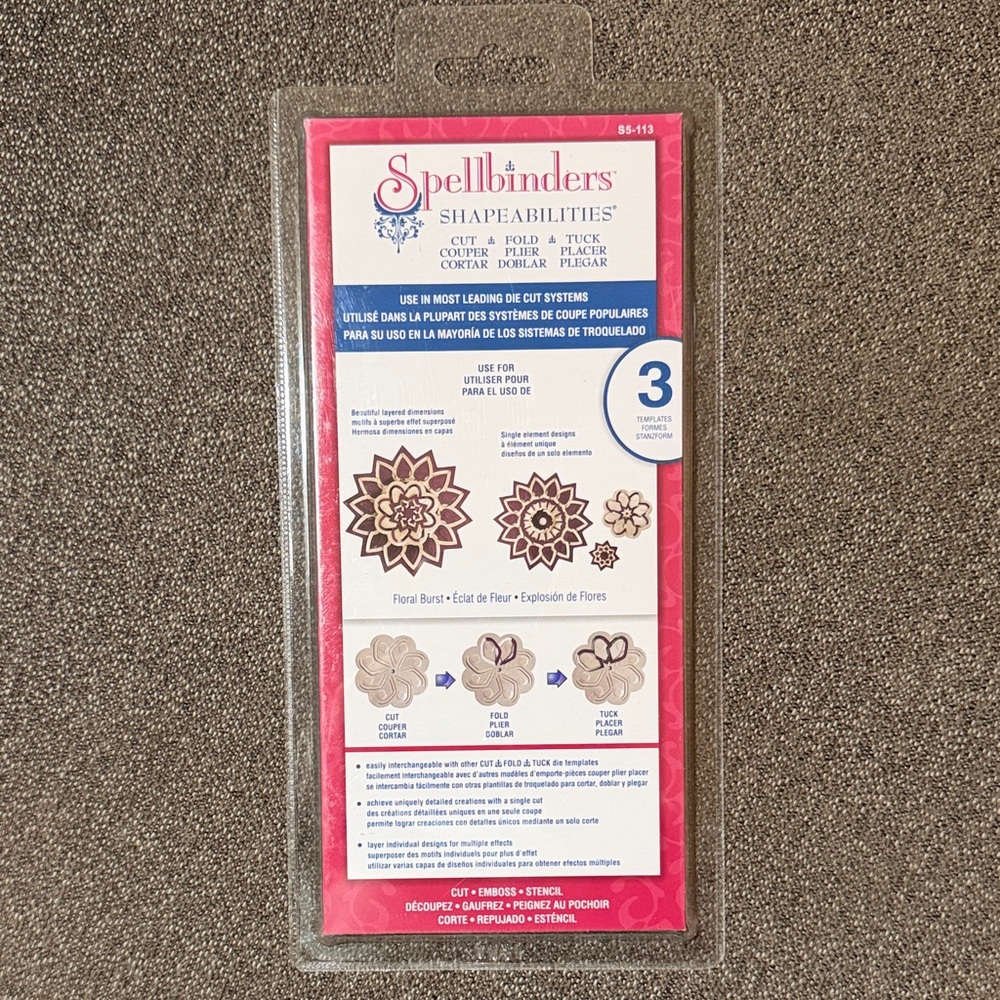 S5-113
Spellbinders™
SHAPEABILITIES®
CUT FOLD TUCK
COUPER PLIER PLACER
CORTAR DOBLAR PLEGAR
USE IN MOST LEADING DIE CUT SYSTEMS
UTILISÉ DANS LA PLUPART DES SYSTÈMES DE COUPE POPULAIRES
PARA SU USO EN LA MAYORÍA DE LOS SISTEMAS DE TROQUELADO
USE FOR
UTILISER POUR
PARA EL USO DE
3
TEMPLATES
FORMES
STANZFORM
Beautiful layered dimensions
motifs à superbe effet superposé
Hermosa dimensiones en capas
Single element designs
à élément unique
diseños de un solo elemento
Floral Burst • Éclat de Fleur • Explosión de Flores
CUT
COUPER
CORTAR
FOLD
PLIER
DOBLAR
TUCK
PLACER
PLEGAR
• easily interchangeable with other CUT FOLD TUCK die templates
facilement interchangeable avec d'autres modèles d'emporte-pièces couper plier placer
se intercambia fácilmente con otras plantillas de troquelado para cortar, doblar y plegar
• achieve uniquely detailed creations with a single cut
des créations détaillées uniques en une seule coupe
permite lograr creaciones con detalles únicos mediante un solo corte
• layer individual designs for multiple effects
superposer des motifs individuels pour plus d'effet
utilizar varias capas de diseños individuales para obtener efectos múltiples
CUT • EMBOSS • STENCIL
DÉCOUPEZ • GAUFREZ • PEIGNEZ AU POCHOIR
CORTE • REPUJADO • ESTÉNCIL